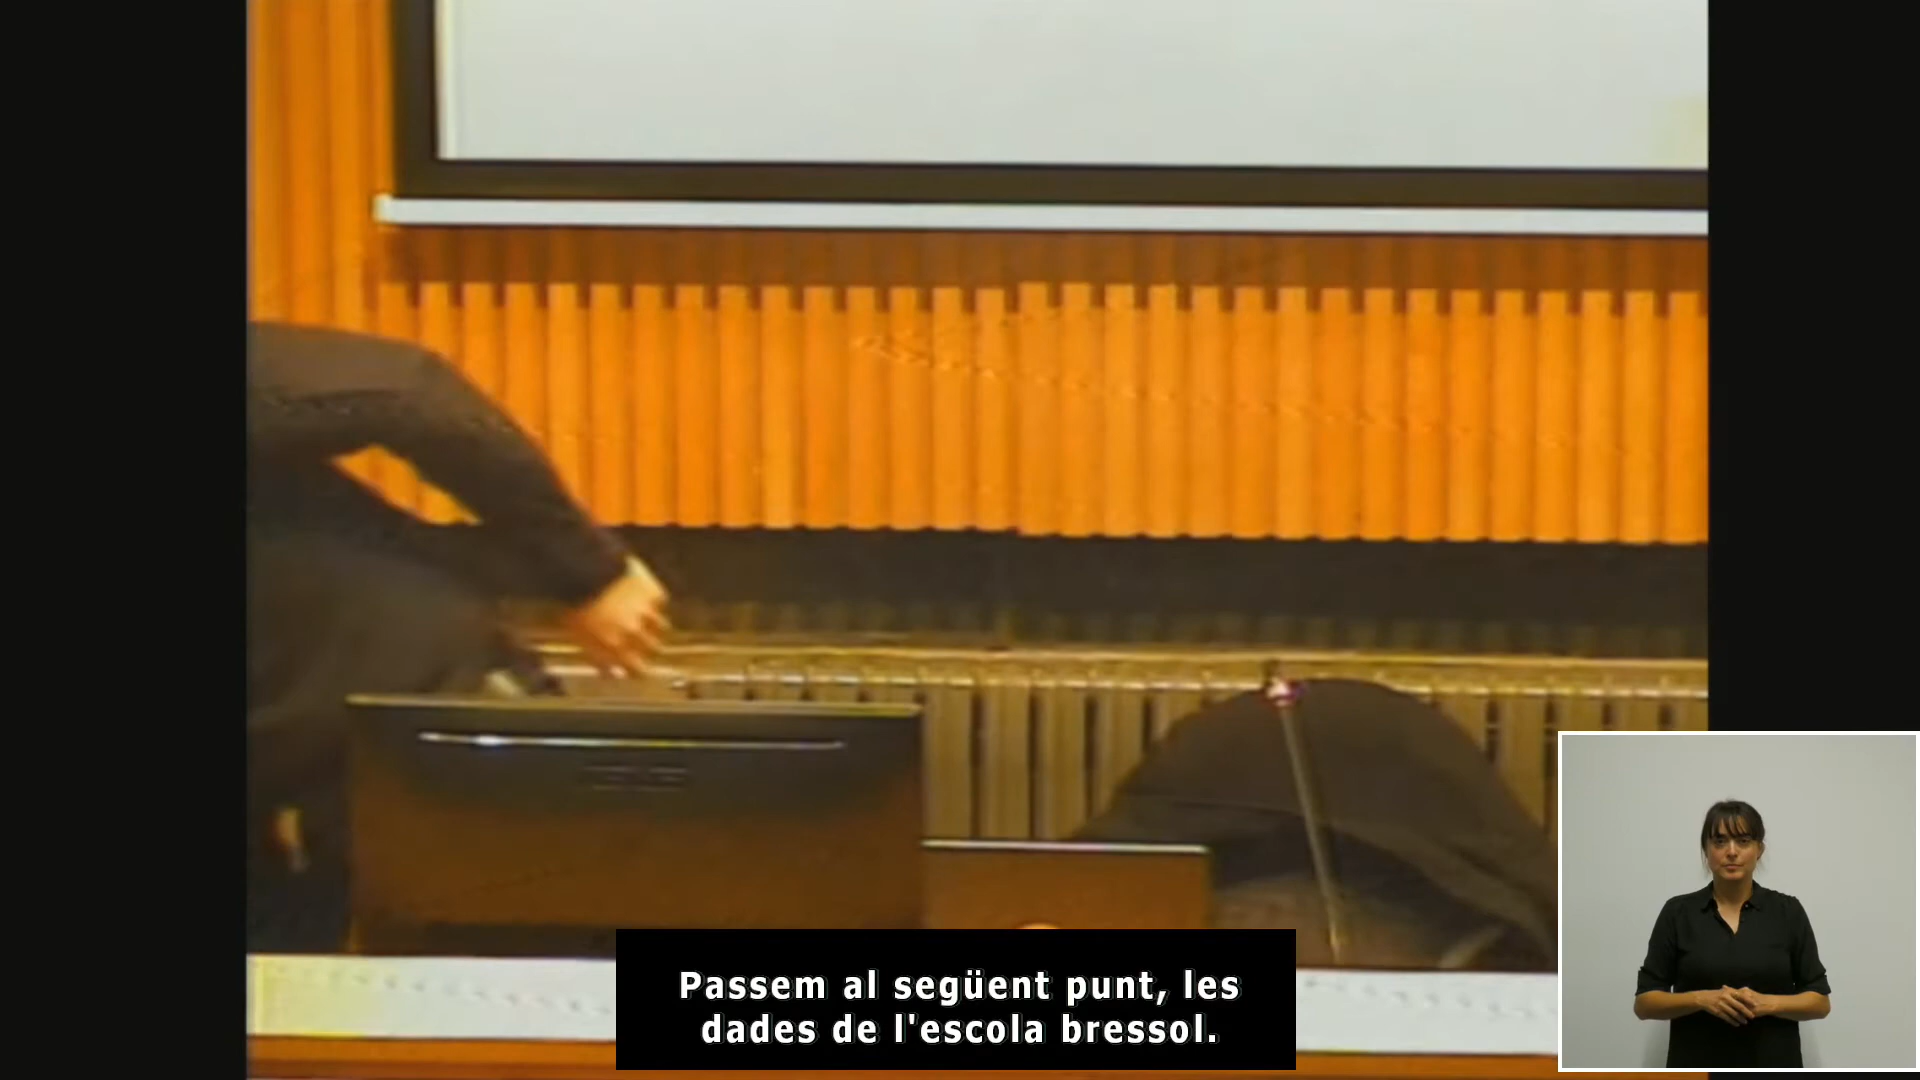 Passem al següent punt, les
dades de l'escola bressol.